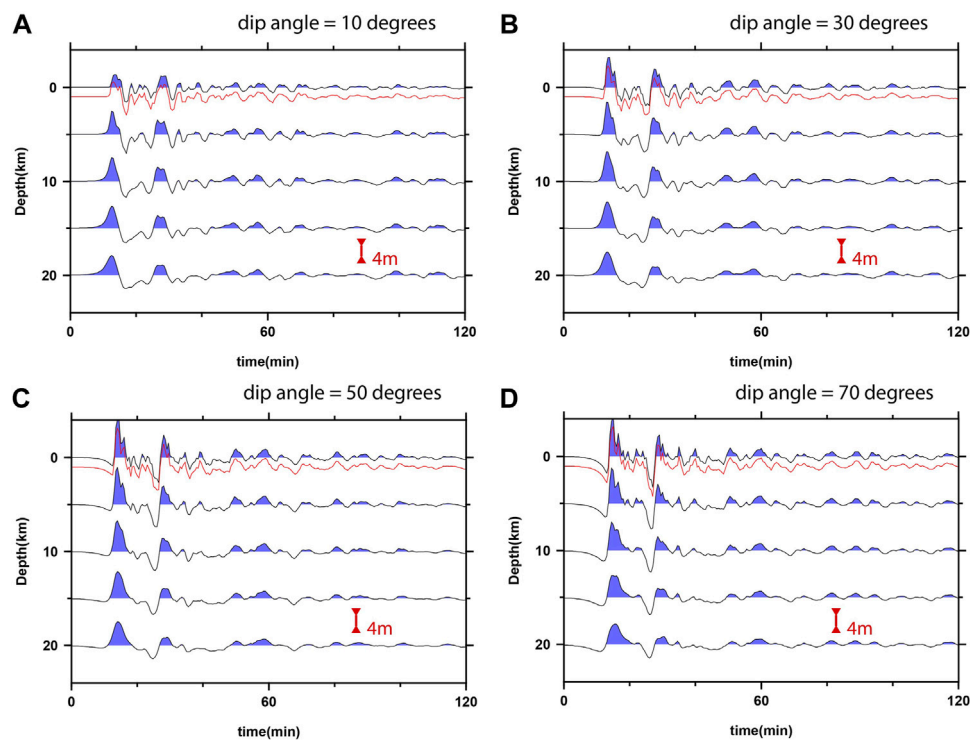 A
dip angle = 10 degrees
0
10
20
Depth(km)
4m
0
60
120
time(min)
B
dip angle = 30 degrees
0
10
20
Depth(km)
4m
0
60
120
time(min)
C
dip angle = 50 degrees
0
10
20
Depth(km)
4m
0
60
120
time(min)
D
dip angle = 70 degrees
0
10
20
Depth(km)
4m
0
60
120
time(min)